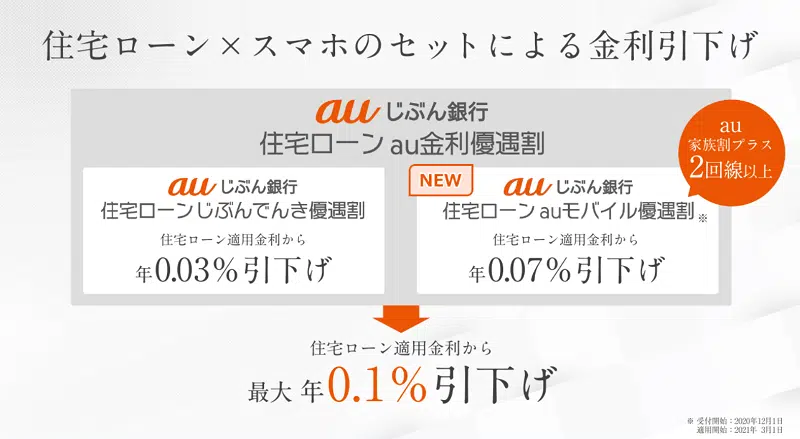 住宅ローン×スマホのセットによる金利引下げ
au じぶん銀行
住宅ローン au金利優遇割
au
家族割プラス
2回線以上
au じぶん銀行
住宅ローンじぶんでんき優遇割
住宅ローン適用金利から
年0.03%引下げ
NEW
au じぶん銀行
住宅ローン auモバイル優遇割※
住宅ローン適用金利から
年0.07%引下げ
住宅ローン適用金利から
最大 年0.1%引下げ
※ 受付開始：2020年12月1日
適用開始：2021年 3月1日